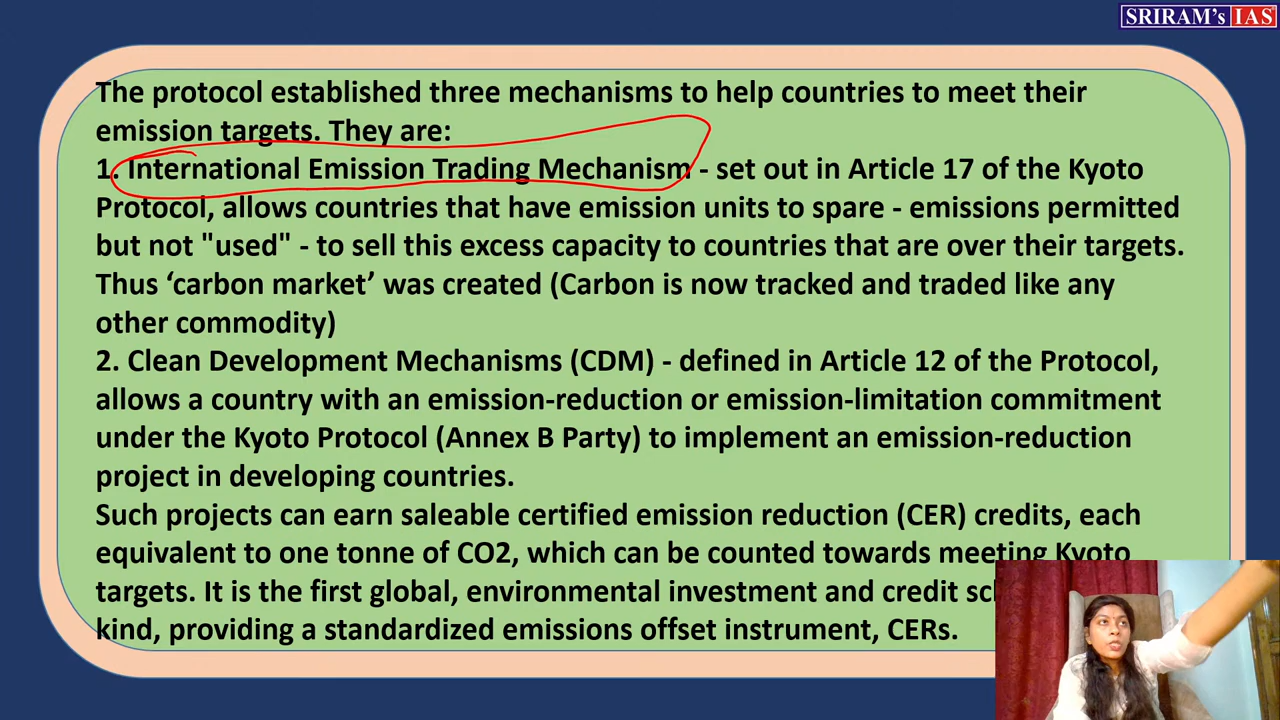 SRIRAM's IAS
The protocol established three mechanisms to help countries to meet their
emission targets. They are:
1. International Emission Trading Mechanism - set out in Article 17 of the Kyoto
Protocol, allows countries that have emission units to spare - emissions permitted
but not "used" - to sell this excess capacity to countries that are over their targets.
Thus ‘carbon market’ was created (Carbon is now tracked and traded like any
other commodity)
2. Clean Development Mechanisms (CDM) - defined in Article 12 of the Protocol,
allows a country with an emission-reduction or emission-limitation commitment
under the Kyoto Protocol (Annex B Party) to implement an emission-reduction
project in developing countries.
Such projects can earn saleable certified emission reduction (CER) credits, each
equivalent to one tonne of CO2, which can be counted towards meeting Kyoto
targets. It is the first global, environmental investment and credit
kind, providing a standardized emissions offset instrument, CERs.